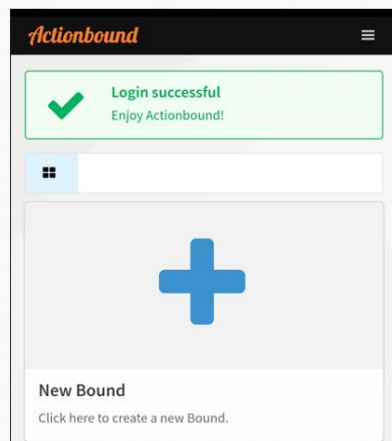 Actionbound
Login successful
Enjoy Actionbound!
New Bound
Click here to create a new Bound.